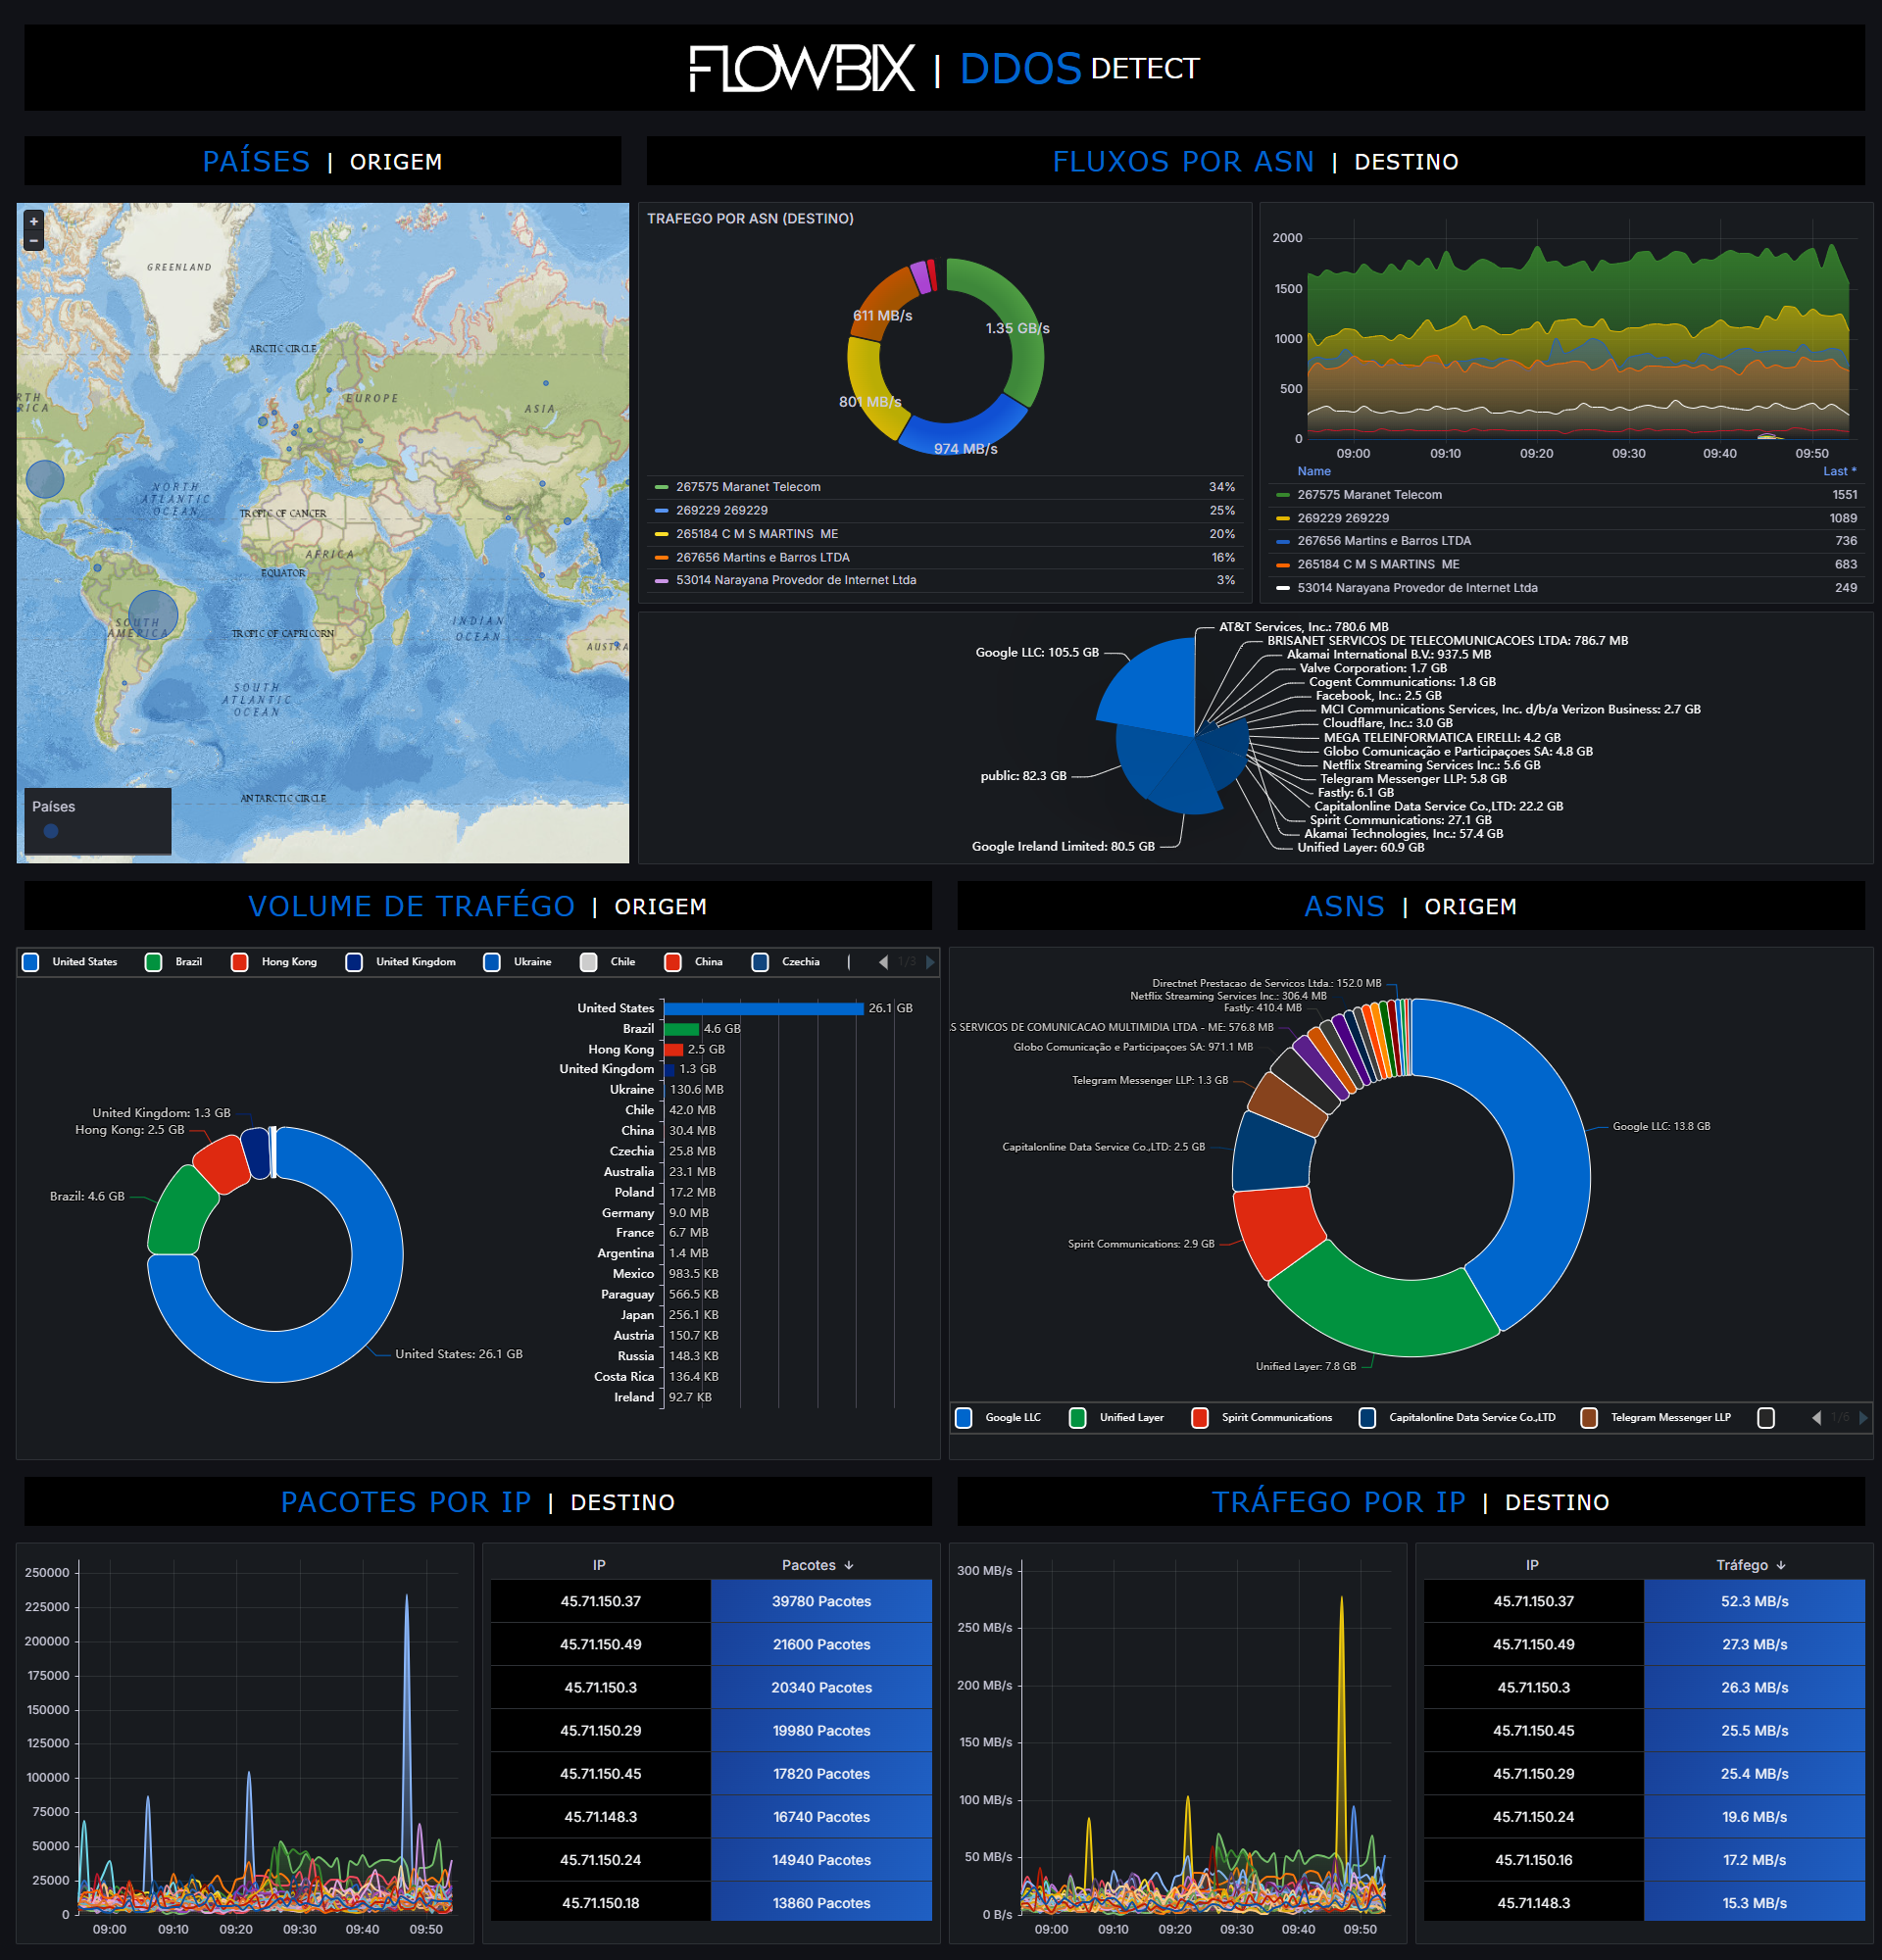 FLOWBIX | DDOS DETECT
PAÍSES | ORIGEM
FLUXOS POR ASN | DESTINO
+
−
GREENLAND
ARCTIC CIRCLE
EUROPE
ASIA
NORTH
ATLANTIC
OCEAN
TROPIC OF CANCER
AFRICA
EQUATOR
SOUTH
AMERICA
TROPIC OF CAPRICORN
INDIAN
OCEAN
AUSTRA
SOUTH
ATLANTIC
OCEAN
ANTARCTIC CIRCLE
Países
TRAFEGO POR ASN (DESTINO)
611 MB/s
1.35 GB/s
801 MB/s
974 MB/s
267575 Maranet Telecom 34%
269229 269229 25%
265184 C M S MARTINS  ME 20%
267656 Martins e Barros LTDA 16%
53014 Narayana Provedor de Internet Ltda 3%
2000
1500
1000
500
0
09:00 09:10 09:20 09:30 09:40 09:50
Name Last *
267575 Maranet Telecom 1551
269229 269229 1089
267656 Martins e Barros LTDA 736
265184 C M S MARTINS  ME 683
53014 Narayana Provedor de Internet Ltda 249
Google LLC: 105.5 GB
public: 82.3 GB
Google Ireland Limited: 80.5 GB
AT&T Services, Inc.: 780.6 MB
BRISANET SERVICOS DE TELECOMUNICACOES LTDA: 786.7 MB
Akamai International B.V.: 937.5 MB
Valve Corporation: 1.7 GB
Cogent Communications: 1.8 GB
Facebook, Inc.: 2.5 GB
MCI Communications Services, Inc. d/b/a Verizon Business: 2.7 GB
Cloudflare, Inc.: 3.0 GB
MEGA TELEINFORMATICA EIRELLI: 4.2 GB
Globo Comunicação e Participaçoes SA: 4.8 GB
Netflix Streaming Services Inc.: 5.6 GB
Telegram Messenger LLP: 5.8 GB
Fastly: 6.1 GB
Capitalonline Data Service Co.,LTD: 22.2 GB
Spirit Communications: 27.1 GB
Akamai Technologies, Inc.: 57.4 GB
Unified Layer: 60.9 GB
VOLUME DE TRAFÉGO | ORIGEM
ASNS | ORIGEM
United States Brazil Hong Kong United Kingdom Ukraine Chile China Czechia 1/3
United Kingdom: 1.3 GB
Hong Kong: 2.5 GB
Brazil: 4.6 GB
United States: 26.1 GB
United States 26.1 GB
Brazil 4.6 GB
Hong Kong 2.5 GB
United Kingdom 1.3 GB
Ukraine 130.6 MB
Chile 42.0 MB
China 30.4 MB
Czechia 25.8 MB
Australia 23.1 MB
Poland 17.2 MB
Germany 9.0 MB
France 6.7 MB
Argentina 1.4 MB
Mexico 983.5 KB
Paraguay 566.5 KB
Japan 256.1 KB
Austria 150.7 KB
Russia 148.3 KB
Costa Rica 136.4 KB
Ireland 92.7 KB
Directnet Prestacao de Servicos Ltda.: 152.0 MB
Netflix Streaming Services Inc.: 306.4 MB
Fastly: 410.4 MB
S SERVICOS DE COMUNICACAO MULTIMIDIA LTDA - ME: 576.8 MB
Globo Comunicação e Participaçoes SA: 971.1 MB
Telegram Messenger LLP: 1.3 GB
Capitalonline Data Service Co.,LTD: 2.5 GB
Spirit Communications: 2.9 GB
Unified Layer: 7.8 GB
Google LLC: 13.8 GB
Google LLC Unified Layer Spirit Communications Capitalonline Data Service Co.,LTD Telegram Messenger LLP 1/6
PACOTES POR IP | DESTINO
TRÁFEGO POR IP | DESTINO
250000
225000
200000
175000
150000
125000
100000
75000
50000
25000
0
09:00 09:10 09:20 09:30 09:40 09:50
IP Pacotes ↓
45.71.150.37 39780 Pacotes
45.71.150.49 21600 Pacotes
45.71.150.3 20340 Pacotes
45.71.150.29 19980 Pacotes
45.71.150.45 17820 Pacotes
45.71.148.3 16740 Pacotes
45.71.150.24 14940 Pacotes
45.71.150.18 13860 Pacotes
300 MB/s
250 MB/s
200 MB/s
150 MB/s
100 MB/s
50 MB/s
0 B/s
09:00 09:10 09:20 09:30 09:40 09:50
IP Tráfego ↓
45.71.150.37 52.3 MB/s
45.71.150.49 27.3 MB/s
45.71.150.3 26.3 MB/s
45.71.150.45 25.5 MB/s
45.71.150.29 25.4 MB/s
45.71.150.24 19.6 MB/s
45.71.150.16 17.2 MB/s
45.71.148.3 15.3 MB/s